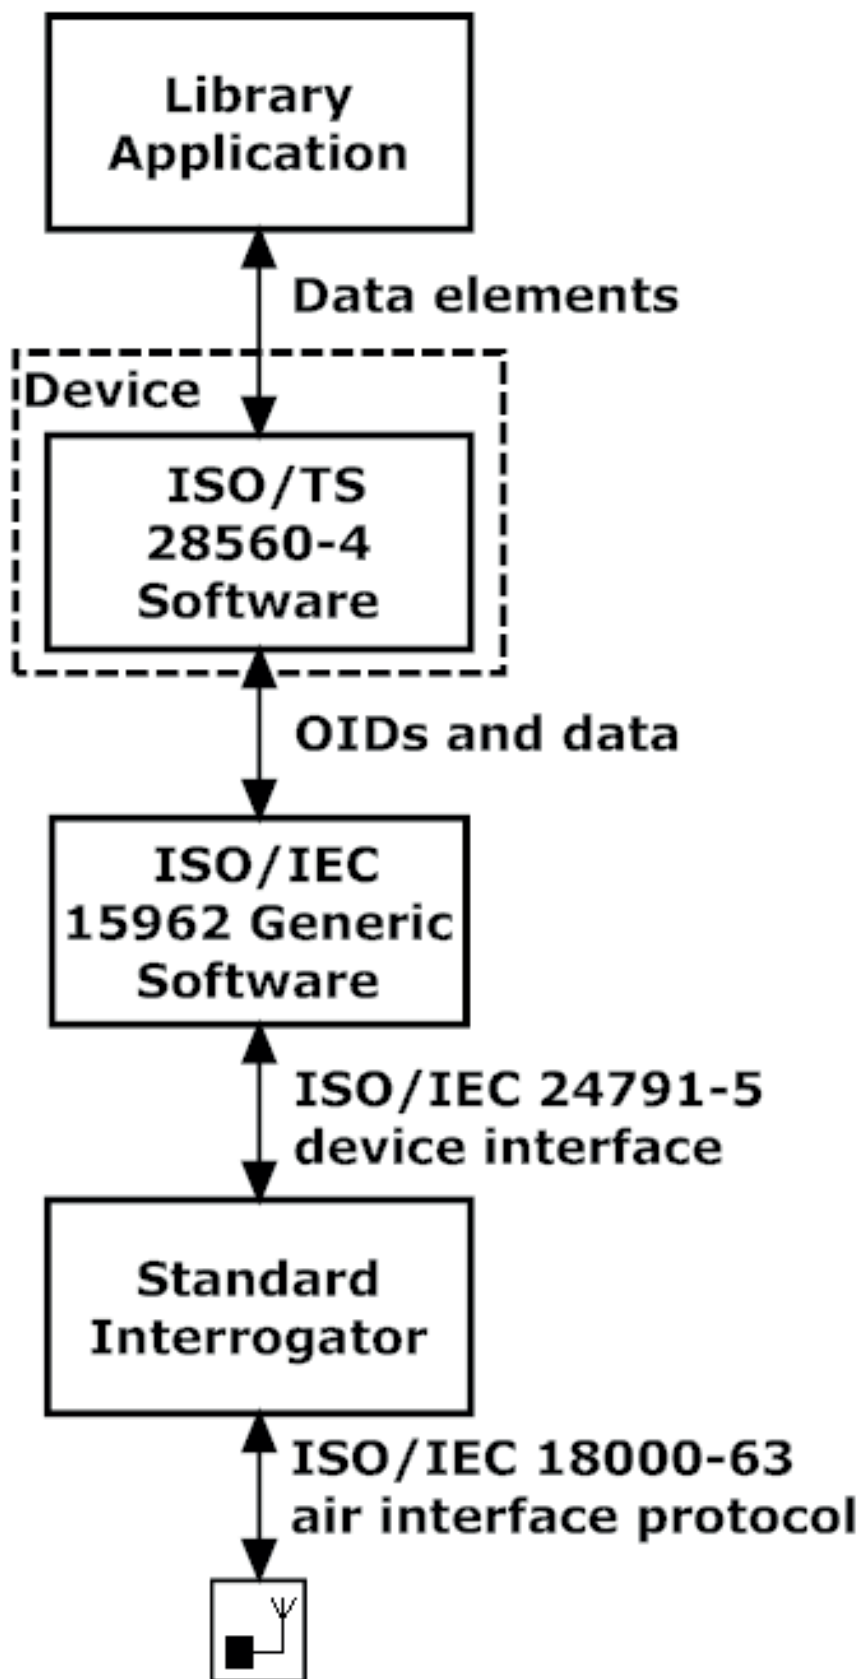 Library
Application
Data elements
Device
ISO/TS
28560-4
Software
OIDs and data
ISO/IEC
15962 Generic
Software
ISO/IEC 24791-5
device interface
Standard
Interrogator
ISO/IEC 18000-63
air interface protocol